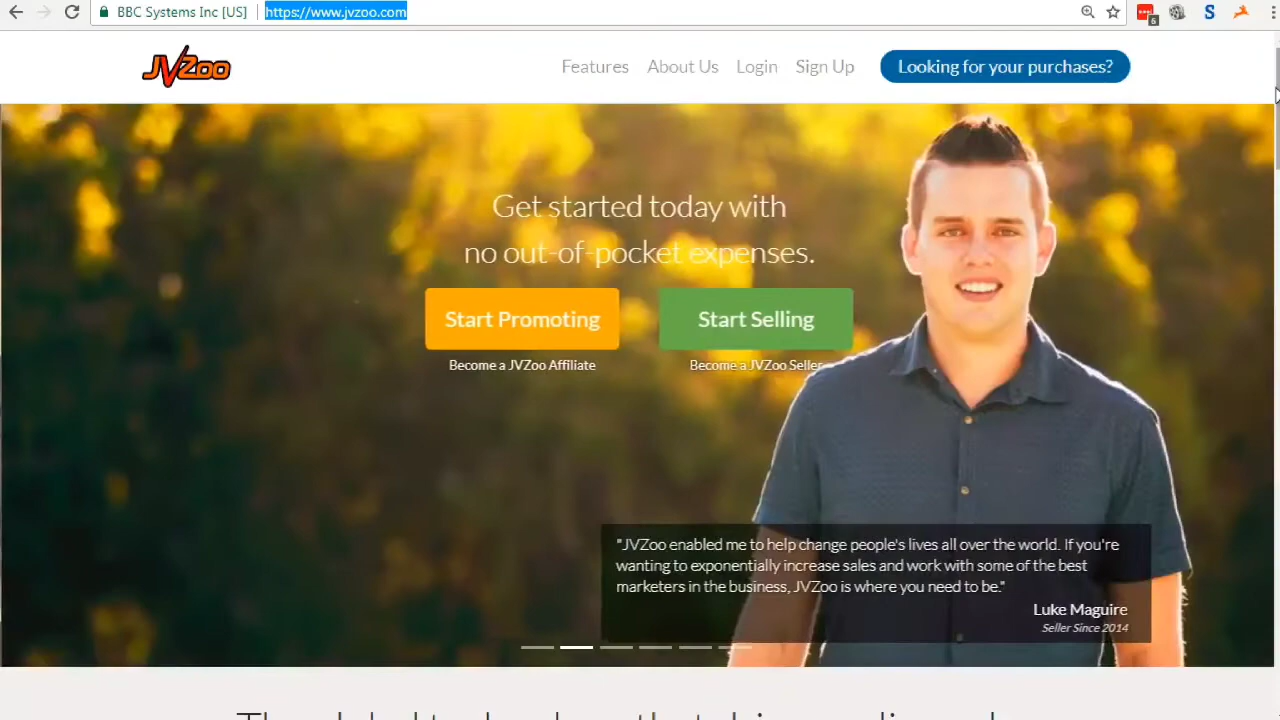 BBC Systems Inc [US]
https://www.jvzoo.com
6
S
JVZoo
Features
About Us
Login
Sign Up
Looking for your purchases?
Get started today with
no out-of-pocket expenses.
Start Promoting
Start Selling
Become a JVZoo Affiliate
Become a JVZoo Seller
"JVZoo enabled me to help change people's lives all over the world. If you're
wanting to exponentially increase sales and work with some of the best
marketers in the business, JVZoo is where you need to be."
Luke Maguire
Seller Since 2014